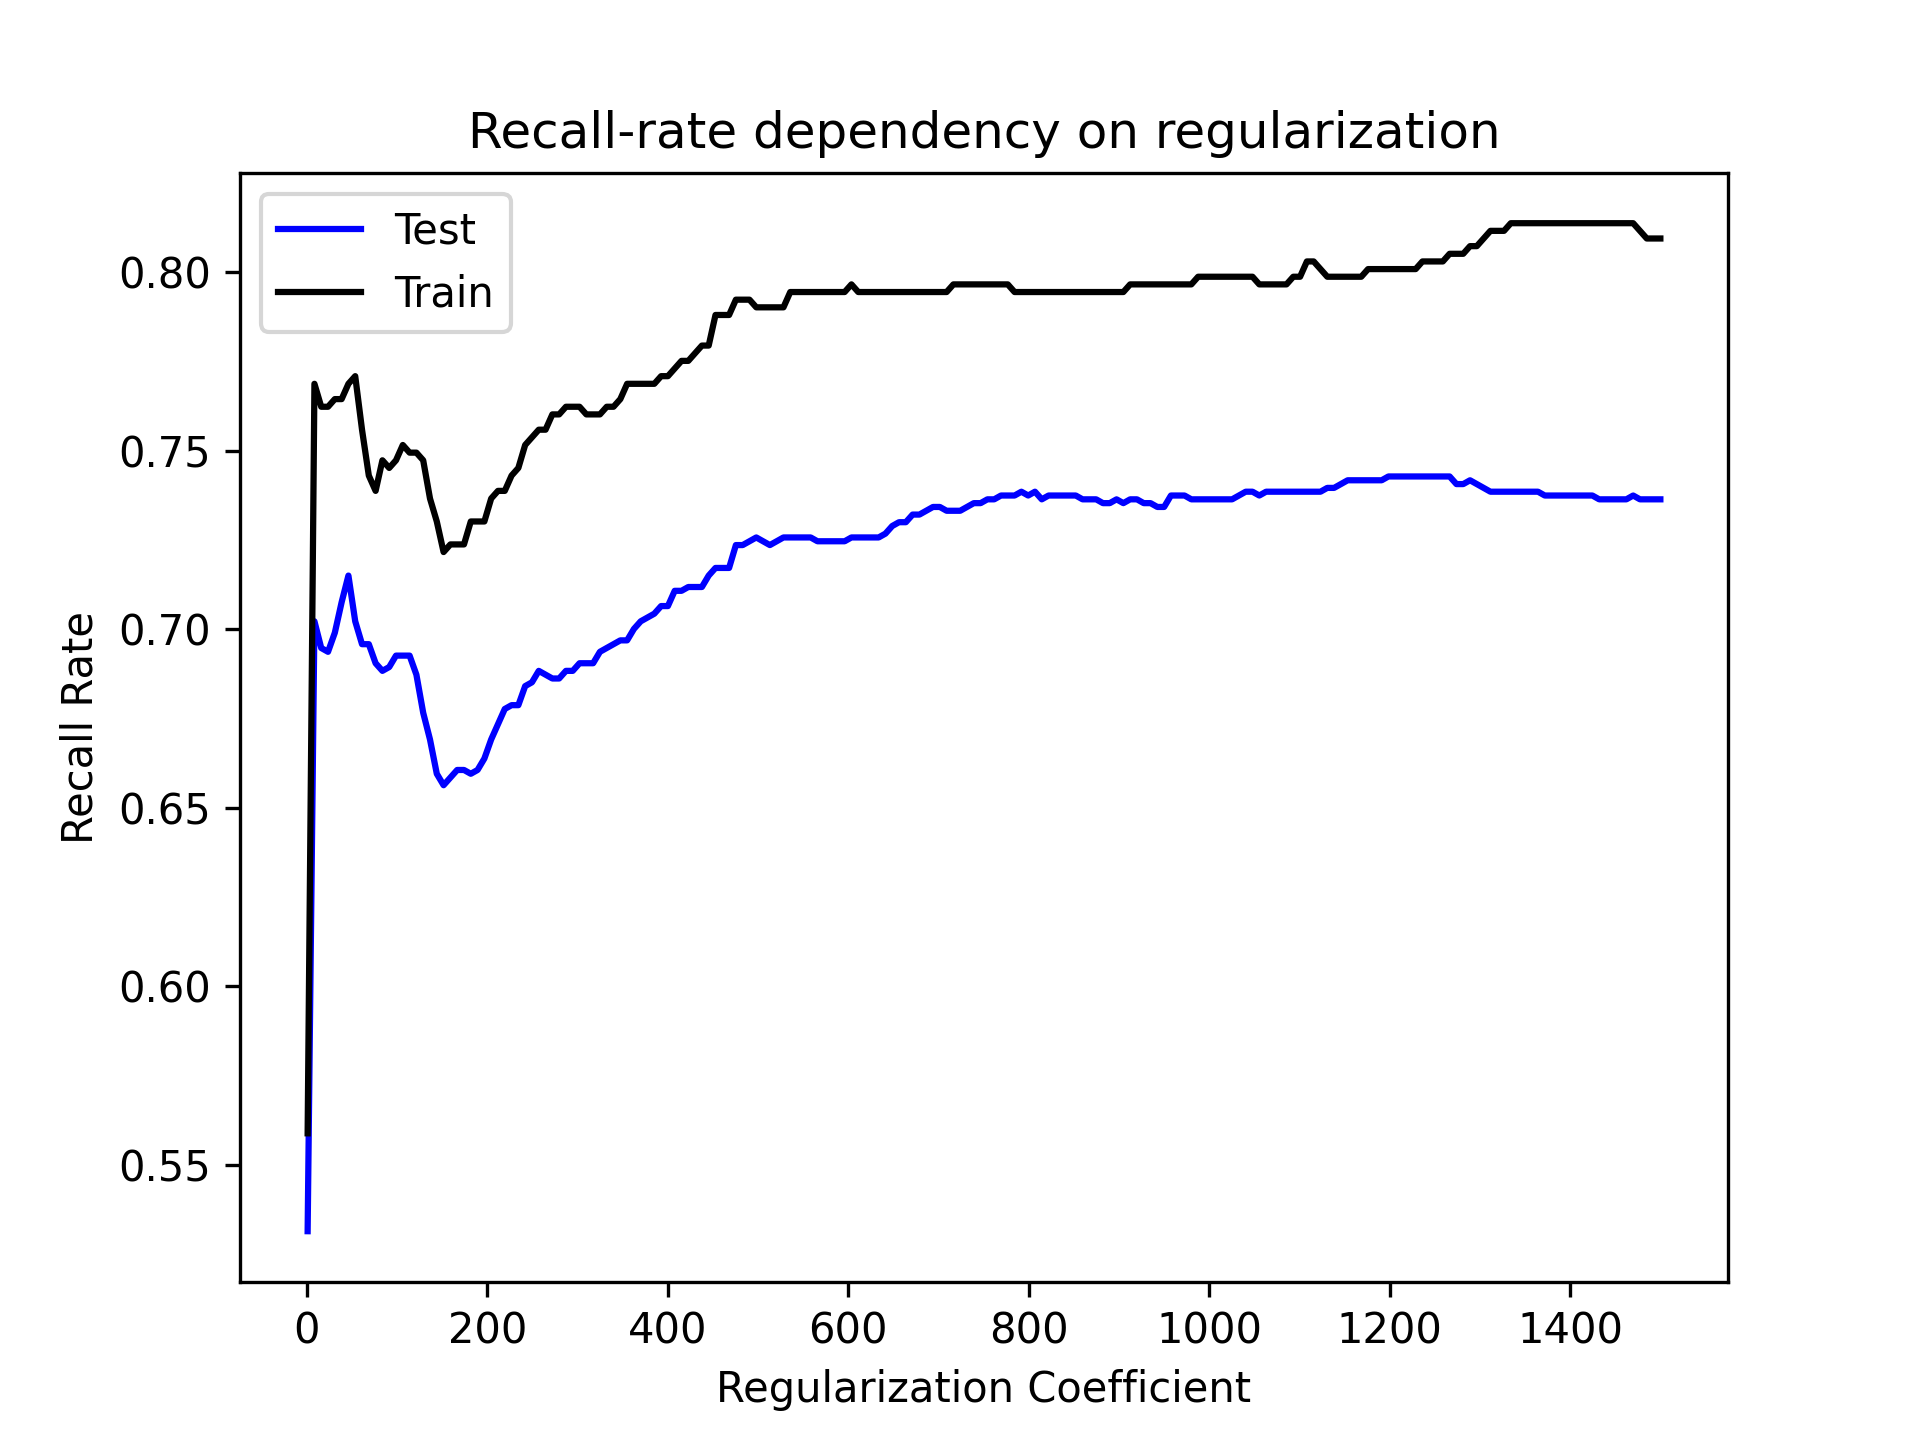 Recall-rate dependency on regularization
Test
Train
Recall Rate
0.80
0.75
0.70
0.65
0.60
0.55
0 200 400 600 800 1000 1200 1400
Regularization Coefficient